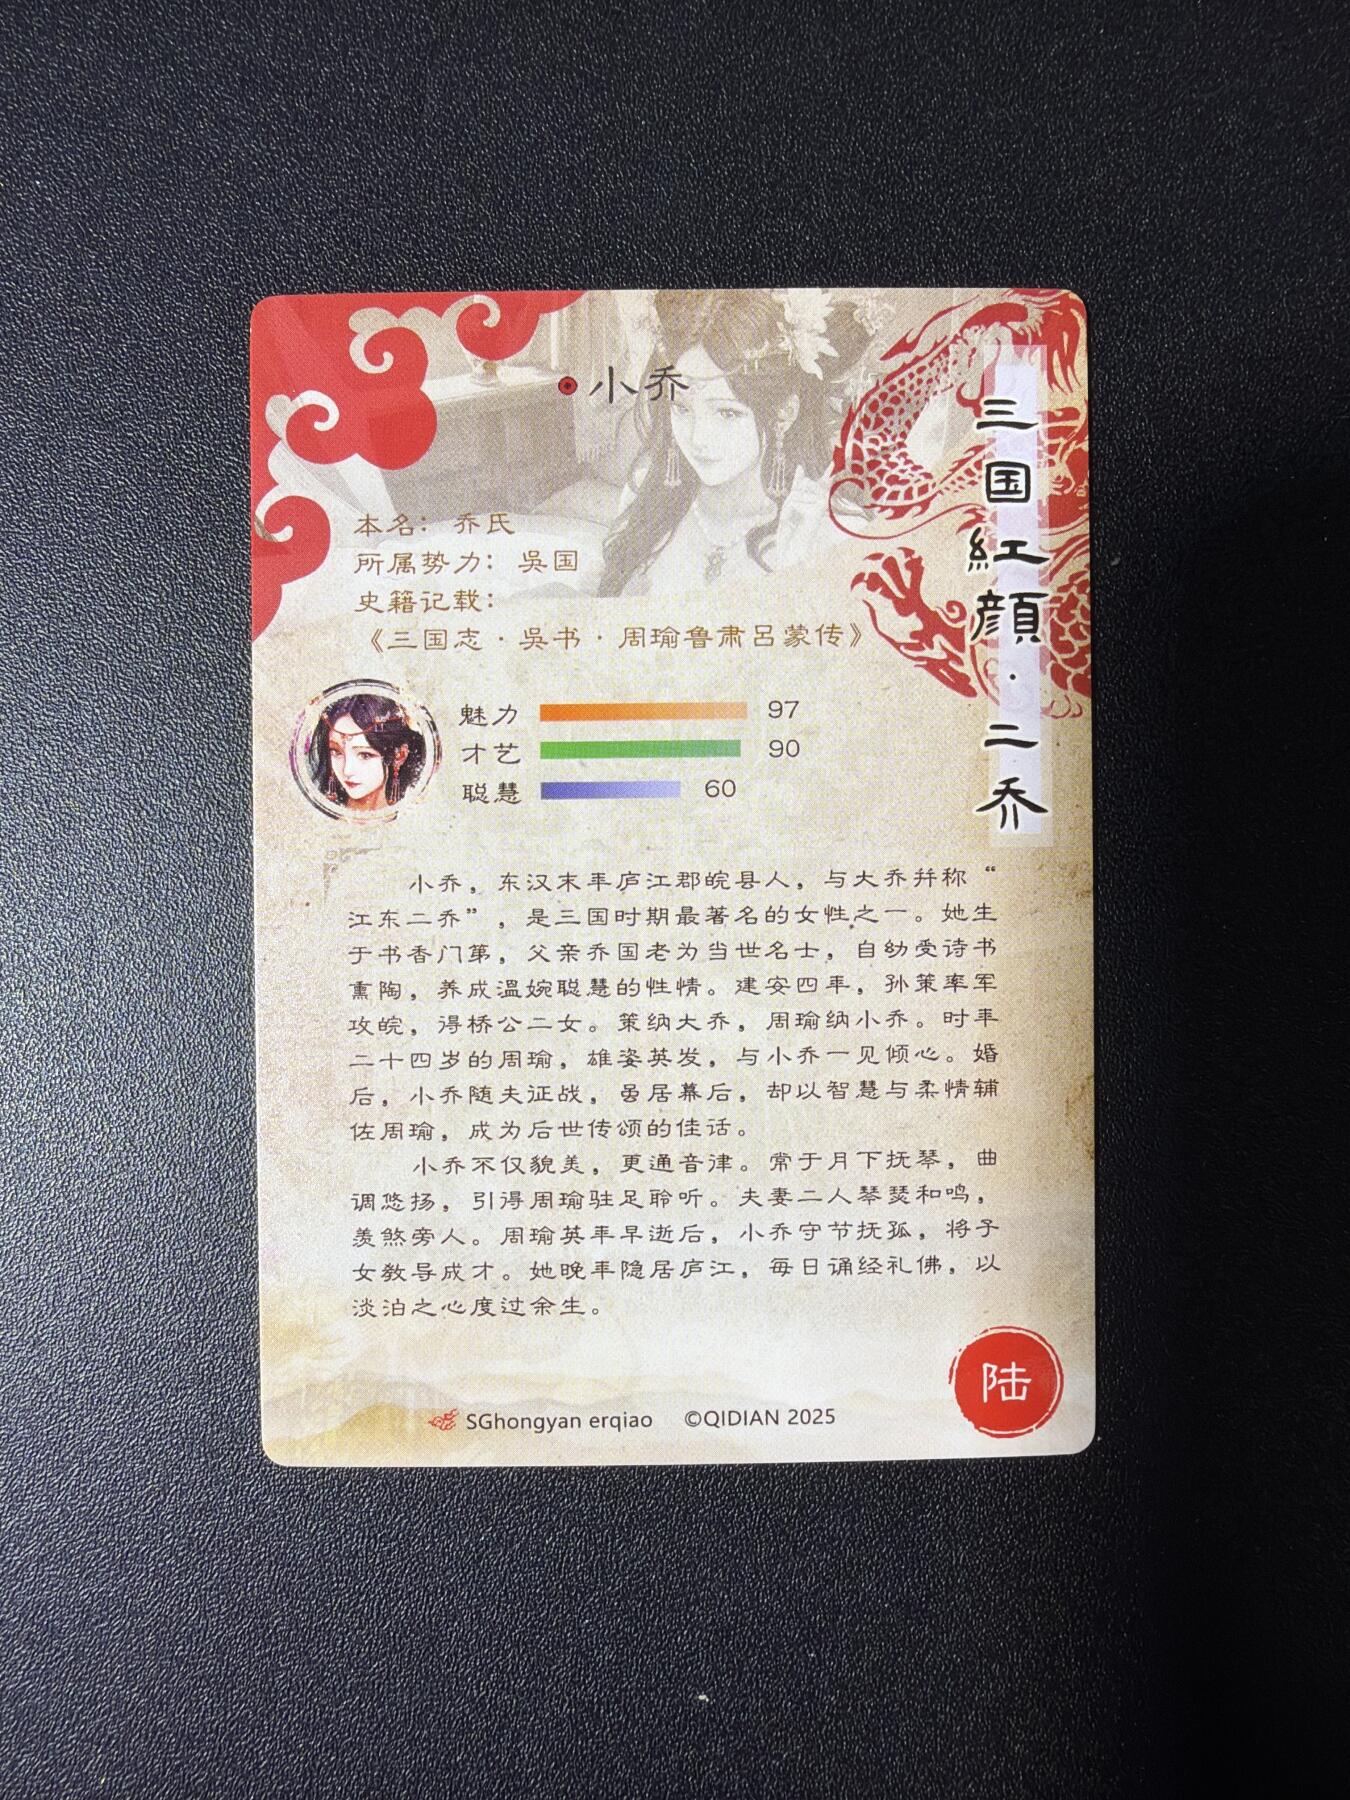 小乔
三国紅顔·二乔
本名：乔氏
所属势力：吳国
史籍记载：
《三国志·吳书·周瑜鲁肃吕蒙传》
魅力 97
才艺 90
聪慧 60
小乔，东汉末年庐江郡皖县人，与大乔并称“
江东二乔”，是三国时期最著名的女性之一。她生
于书香门第，父亲乔国老为当世名士，自幼受诗书
熏陶，养成温婉聪慧的性情。建安四年，孙策率军
攻皖，得桥公二女。策纳大乔，周瑜纳小乔。时年
二十四岁的周瑜，雄姿英发，与小乔一见倾心。婚
后，小乔随夫征战，虽居幕后，却以智慧与柔情辅
佐周瑜，成为后世传颂的佳话。
小乔不仅貌美，更通音律。常于月下抚琴，曲
调悠扬，引得周瑜驻足聆听。夫妻二人琴瑟和鸣，
羡煞旁人。周瑜英年早逝后，小乔守节抚孤，将子
女教导成才。她晚年隐居庐江，每日诵经礼佛，以
淡泊之心度过余生。
陆
SGhongyan erqiao ©QIDIAN 2025